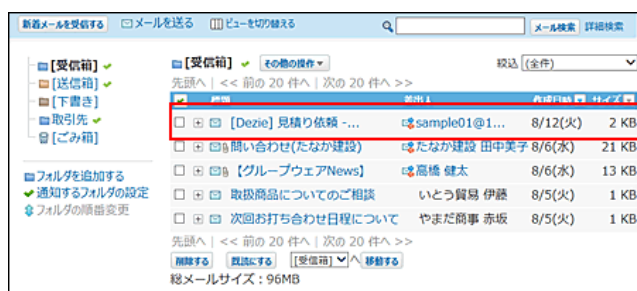 新着メールを受信する メールを送る ビューを切り替える メール検索 詳細検索
[受信箱]
[送信箱]
[下書き]
取引先
[ごみ箱]
フォルダを追加する
通知するフォルダの設定
フォルダの順番変更
[受信箱] その他の操作▼ 絞込 (全件)
先頭へ | << 前の 20 件へ | 次の 20 件へ >>
標題 差出人 作成日時 サイズ
[Dezie] 見積り依頼 -... sample01@1... 8/12(火) 2 KB
問い合わせ(たなか建設) たなか建設 田中美子 8/6(水) 21 KB
【グループウェアNews】 高橋 健太 8/6(水) 13 KB
取扱商品についてのご相談 いとう貿易 伊藤 8/5(火) 1 KB
次回お打ち合わせ日程について やまだ商事 赤坂 8/5(火) 1 KB
先頭へ | << 前の 20 件へ | 次の 20 件へ >>
削除する 既読にする [受信箱] へ 移動する
総メールサイズ : 96MB